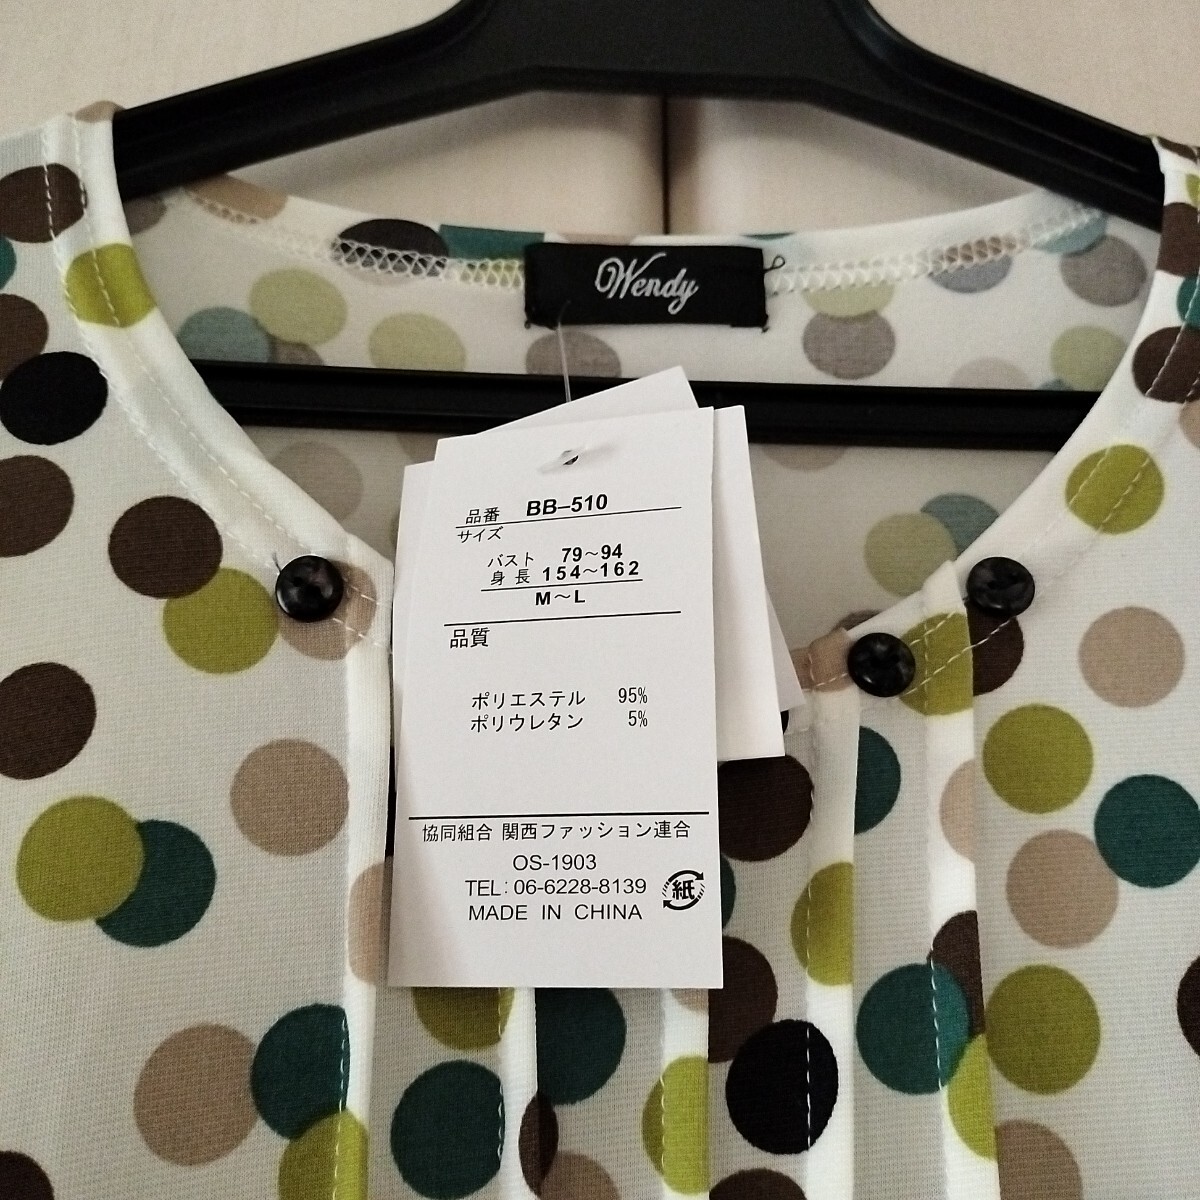 Wendy
品番 BB–510
サイズ
バスト 79～94
身長 154～162
M～L
品質
ポリエステル 95%
ポリウレタン 5%
協同組合 関西ファッション連合
OS-1903
TEL:06-6228-8139
MADE IN CHINA
紙